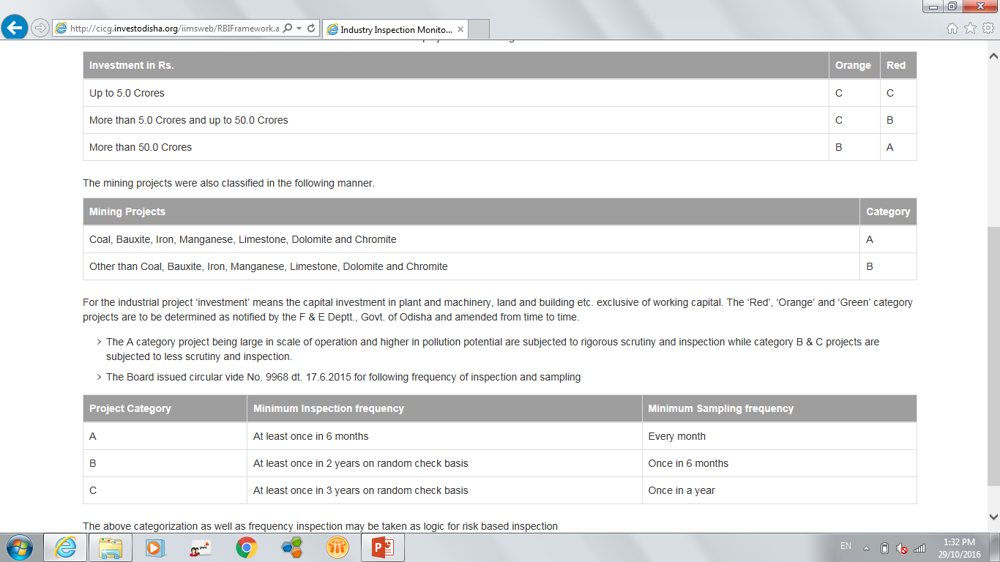 http://cicg.investodisha.org/iimsweb/RBIFramework.a
Industry Inspection Monito...
Investment in Rs. Orange Red
Up to 5.0 Crores C C
More than 5.0 Crores and up to 50.0 Crores C B
More than 50.0 Crores B A
The mining projects were also classified in the following manner.
Mining Projects Category
Coal, Bauxite, Iron, Manganese, Limestone, Dolomite and Chromite A
Other than Coal, Bauxite, Iron, Manganese, Limestone, Dolomite and Chromite B
For the industrial project ‘investment’ means the capital investment in plant and machinery, land and building etc. exclusive of working capital. The ‘Red’, ‘Orange’ and ‘Green’ category
projects are to be determined as notified by the F & E Deptt., Govt. of Odisha and amended from time to time.
The A category project being large in scale of operation and higher in pollution potential are subjected to rigorous scrutiny and inspection while category B & C projects are
subjected to less scrutiny and inspection.
The Board issued circular vide No. 9968 dt. 17.6.2015 for following frequency of inspection and sampling
Project Category Minimum Inspection frequency Minimum Sampling frequency
A At least once in 6 months Every month
B At least once in 2 years on random check basis Once in 6 months
C At least once in 3 years on random check basis Once in a year
The above categorization as well as frequency inspection may be taken as logic for risk based inspection
EN
1:32 PM
29/10/2016